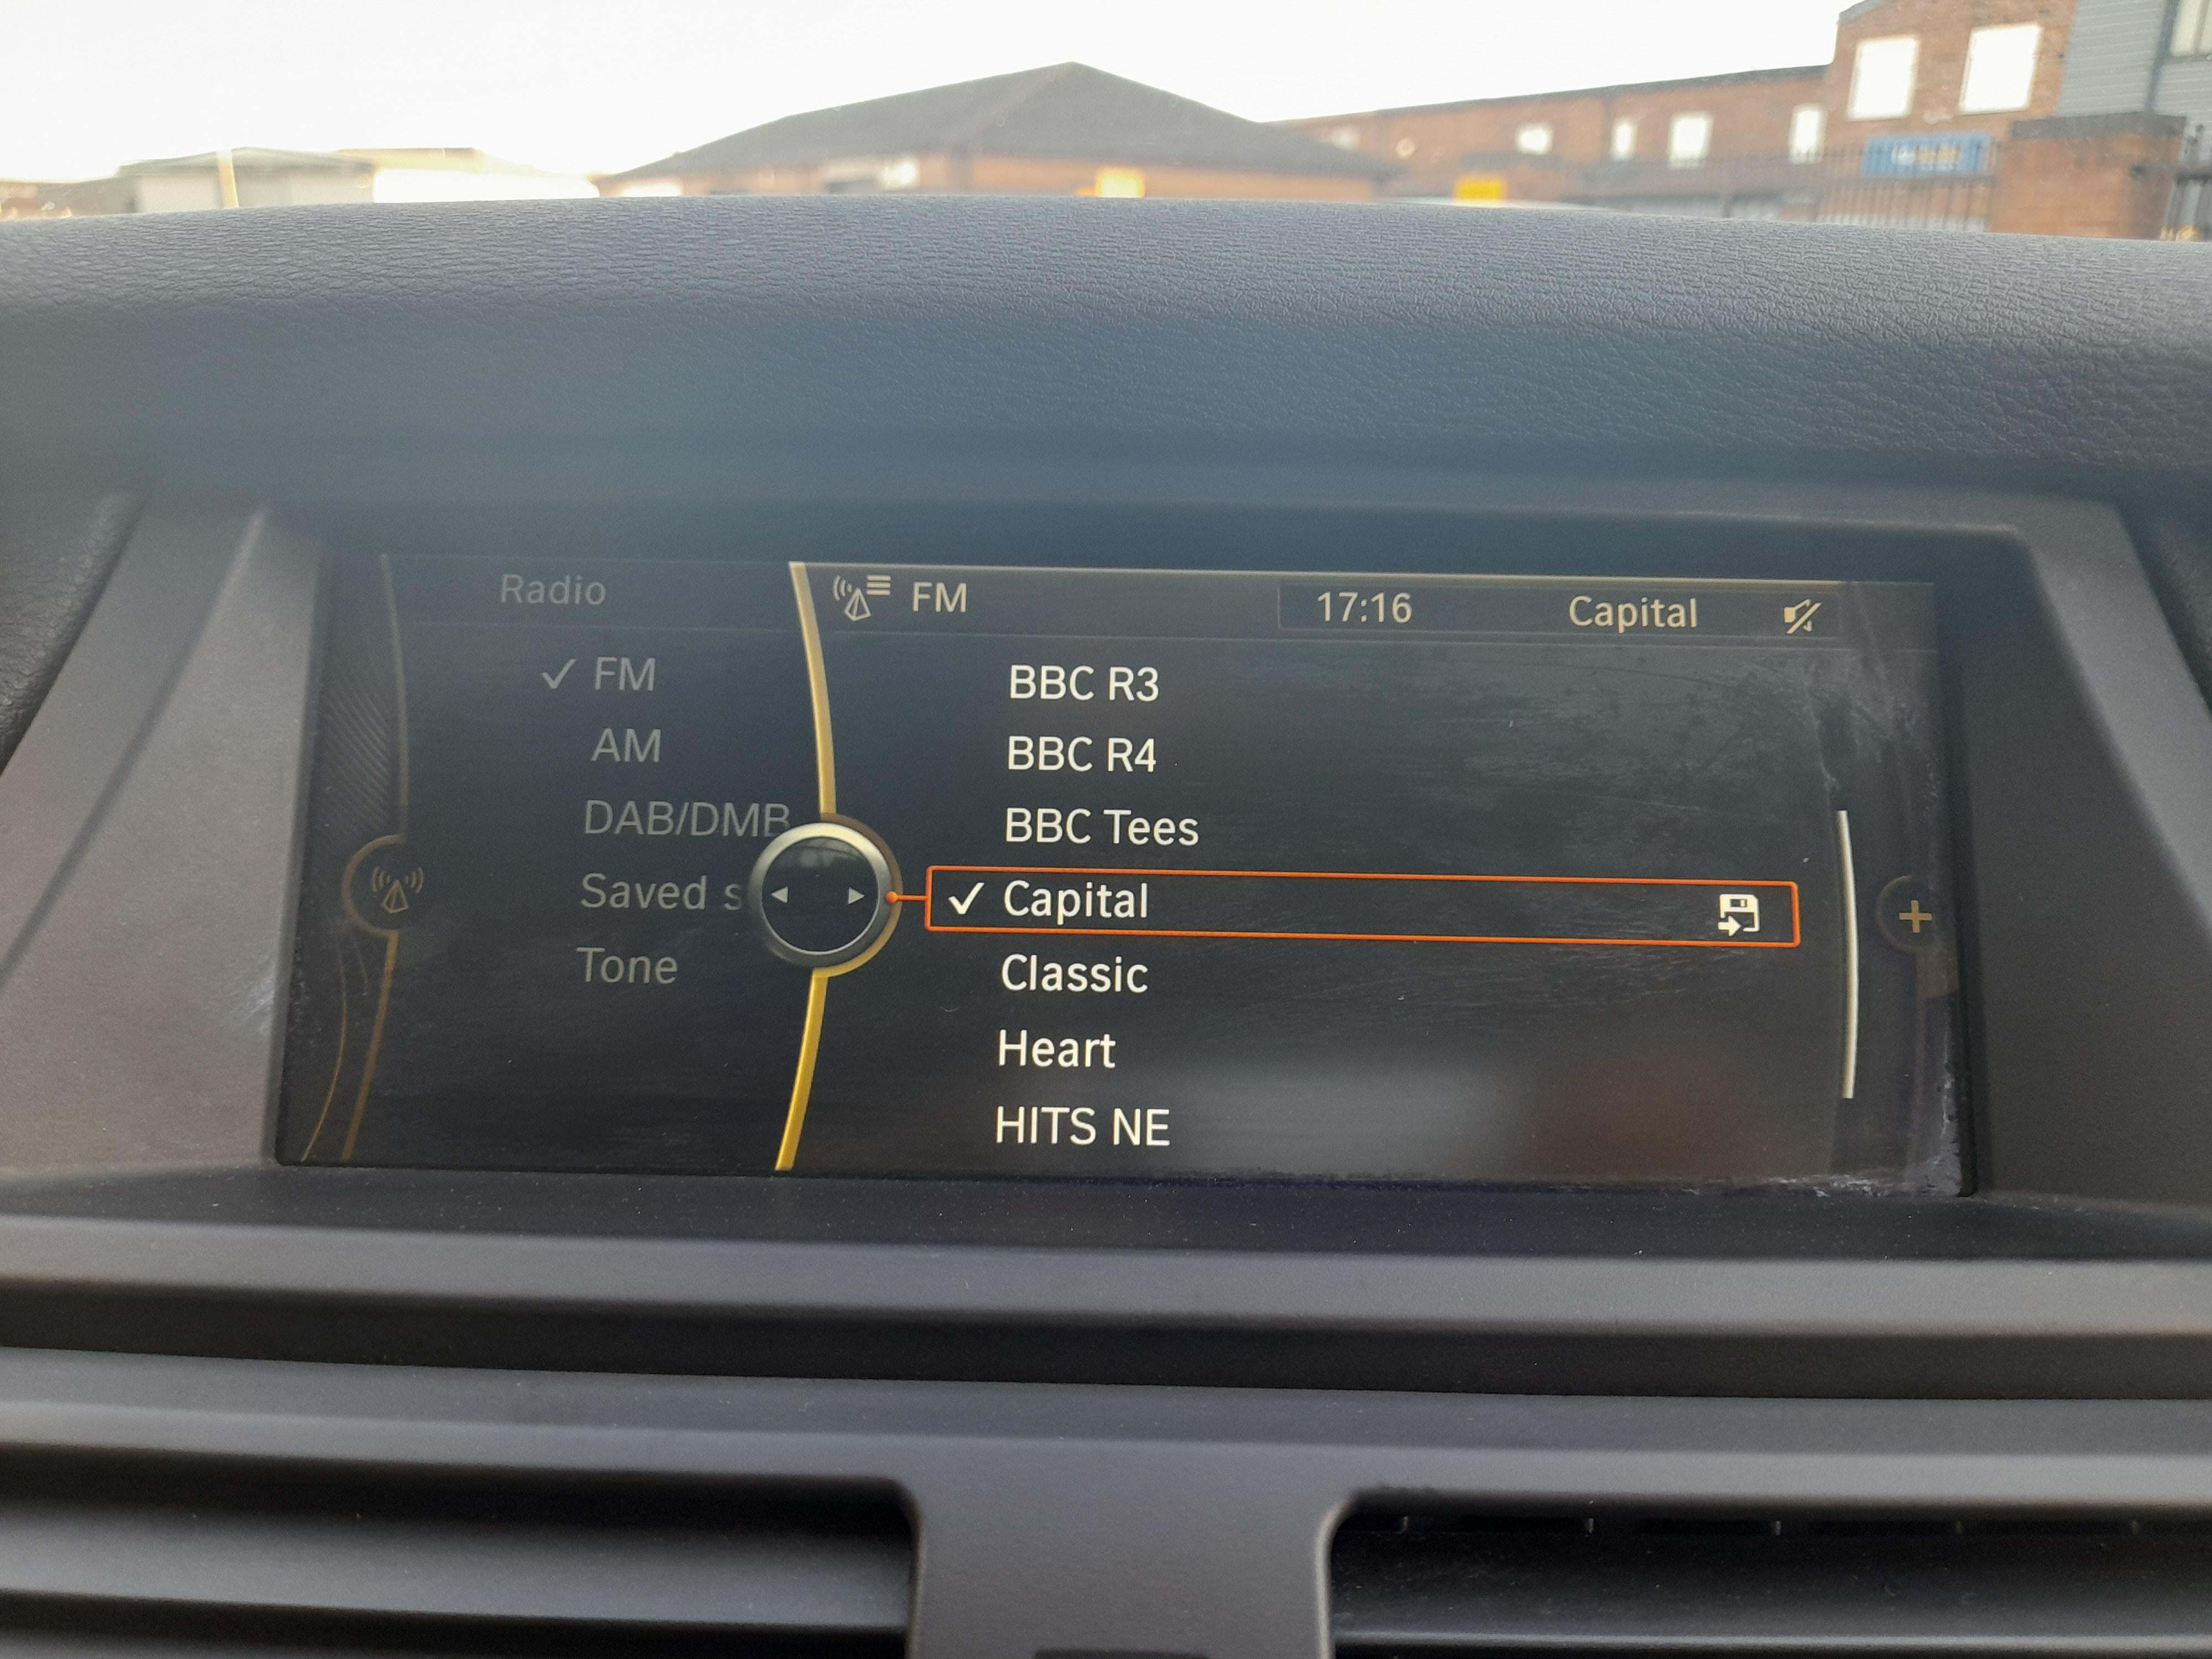 Radio
FM
AM
DAB/DMB
Saved s
Tone
FM
17:16
Capital
BBC R3
BBC R4
BBC Tees
Capital
Classic
Heart
HITS NE